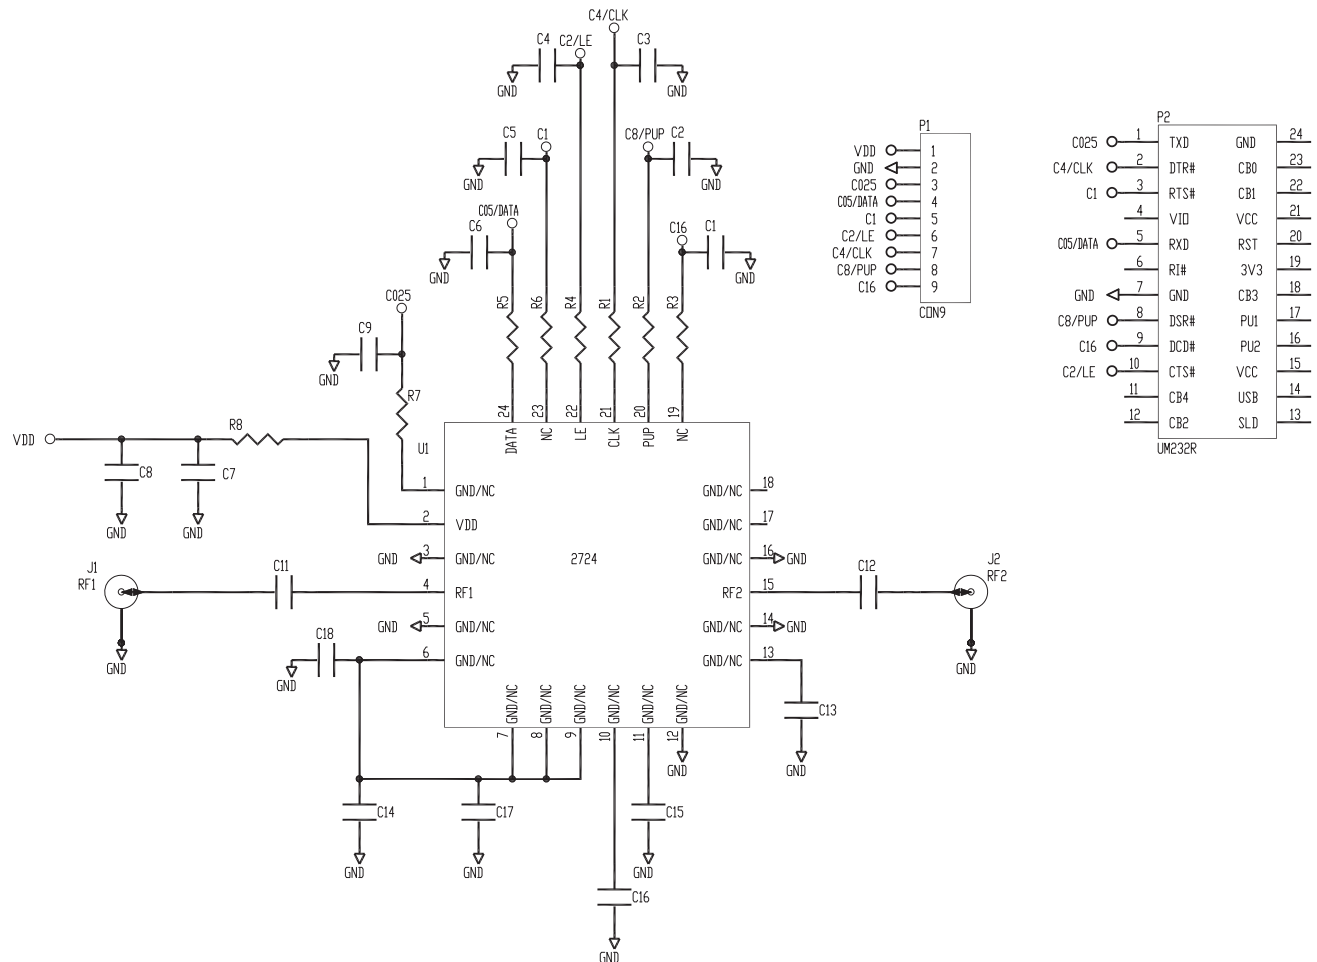 C4/CLK
C4
C2/LE
C3
GND
GND
C5
C1
C8/PUP
C2
GND
GND
C05/DATA
C6
C16
C1
GND
GND
C025
C9
GND
R5
R6
R4
R1
R2
R3
R7
R8
VDD
C8
C7
GND
GND
U1
24
23
22
21
20
19
DATA
NC
LE
CLK
PUP
NC
1
GND/NC
GND/NC
18
2
VDD
GND/NC
17
GND
3
GND/NC
2724
GND/NC
16
GND
J1
RF1
C11
4
RF1
RF2
15
C12
J2
RF2
GND
5
GND/NC
GND/NC
14
GND
GND
GND
C18
6
GND/NC
GND/NC
13
GND
C13
GND
GND/NC
GND/NC
GND/NC
GND/NC
GND/NC
GND/NC
7
8
9
10
11
12
GND
C14
C17
C15
GND
GND
GND
C16
GND
P1
VDD
1
GND
2
C025
3
C05/DATA
4
C1
5
C2/LE
6
C4/CLK
7
C8/PUP
8
C16
9
CON9
P2
C025
1
TXD
GND
24
C4/CLK
2
DTR#
CB0
23
C1
3
RTS#
CB1
22
4
VIO
VCC
21
C05/DATA
5
RXD
RST
20
6
RI#
3V3
19
GND
7
GND
CB3
18
C8/PUP
8
DSR#
PU1
17
C16
9
DCD#
PU2
16
C2/LE
10
CTS#
VCC
15
11
CB4
USB
14
12
CB2
SLD
13
UM232R